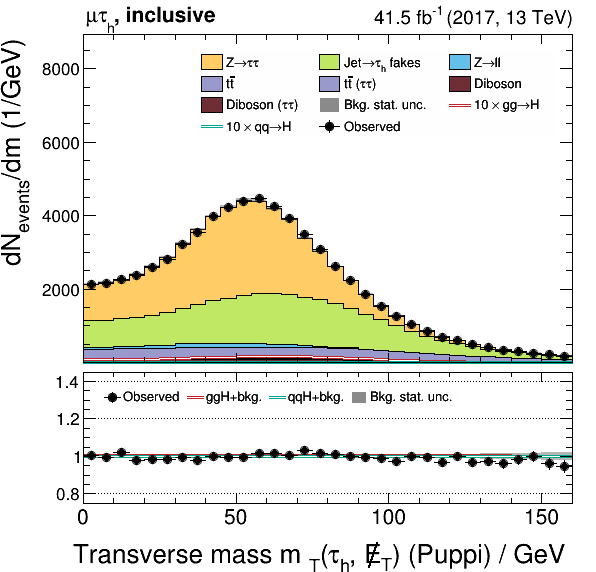 μτh, inclusive 41.5 fb-1 (2017, 13 TeV)
dNevents/dm (1/GeV)
8000
6000
4000
2000
Z→ττ Jet→τh fakes Z→ll
tt̄ tt̄ (ττ) Diboson
Diboson (ττ) Bkg. stat. unc. 10 × gg→H
10 × qq→H Observed
1.4
1.2
1
0.8
Observed ggH+bkg. qqH+bkg. Bkg. stat. unc.
0 50 100 150
Transverse mass m T(τh, E̸T) (Puppi) / GeV